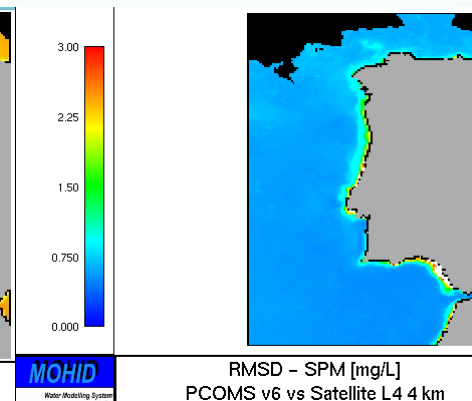 3.00
2.25
1.50
0.750
0.000
MOHID
Water Modelling System
RMSD - SPM [mg/L]
PCOMS v6 vs Satellite L4 4 km